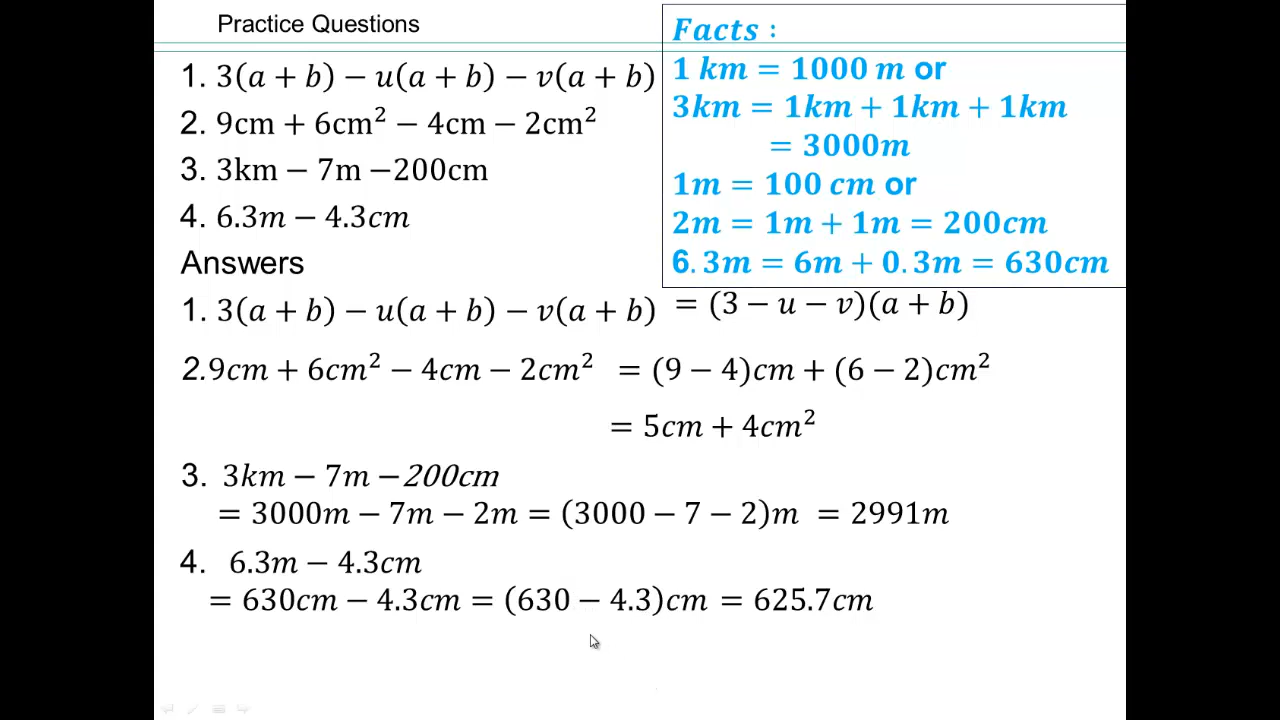 Practice Questions
1. 3(a + b) − u(a + b) − v(a + b)
2. 9cm + 6cm² − 4cm − 2cm²
3. 3km − 7m −200cm
4. 6.3m − 4.3cm
Facts :
1 km = 1000 m or
3km = 1km + 1km + 1km
= 3000m
1m = 100 cm or
2m = 1m + 1m = 200cm
6.3m = 6m + 0.3m = 630cm
Answers
1. 3(a + b) − u(a + b) − v(a + b) = (3 − u − v)(a + b)
2.9cm + 6cm² − 4cm − 2cm² = (9 − 4)cm + (6 − 2)cm²
= 5cm + 4cm²
3. 3km − 7m −200cm
= 3000m − 7m − 2m = (3000 − 7 − 2)m = 2991m
4. 6.3m − 4.3cm
= 630cm − 4.3cm = (630 − 4.3)cm = 625.7cm